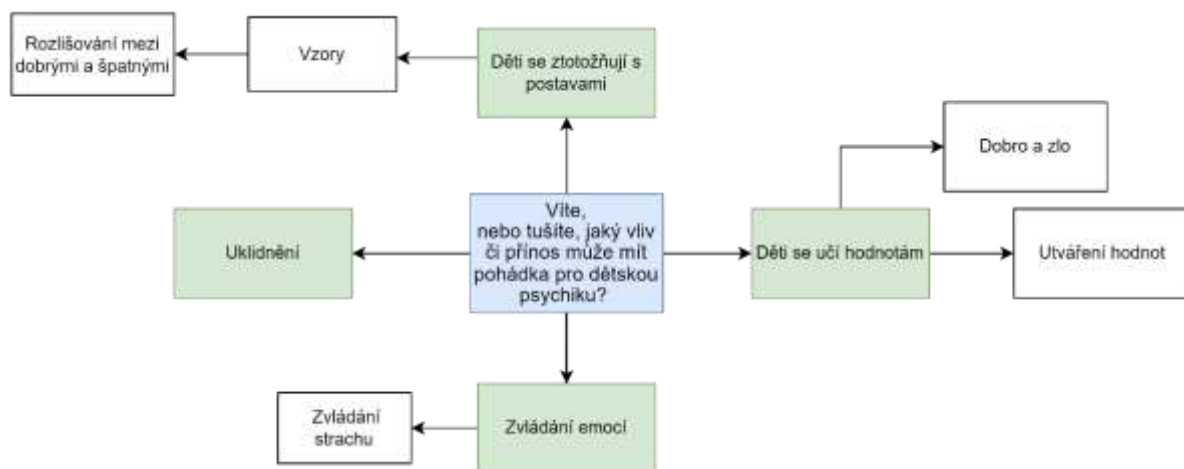 Rozlišování mezi
dobrými a špatnými
Vzory
Děti se ztotožňují s
postavami
Dobro a zlo
Uklidnění
Víte,
nebo tušíte, jaký vliv
či přínos může mít
pohádka pro dětskou
psychiku?
Děti se učí hodnotám
Utváření hodnot
Zvládání
strachu
Zvládání emocí